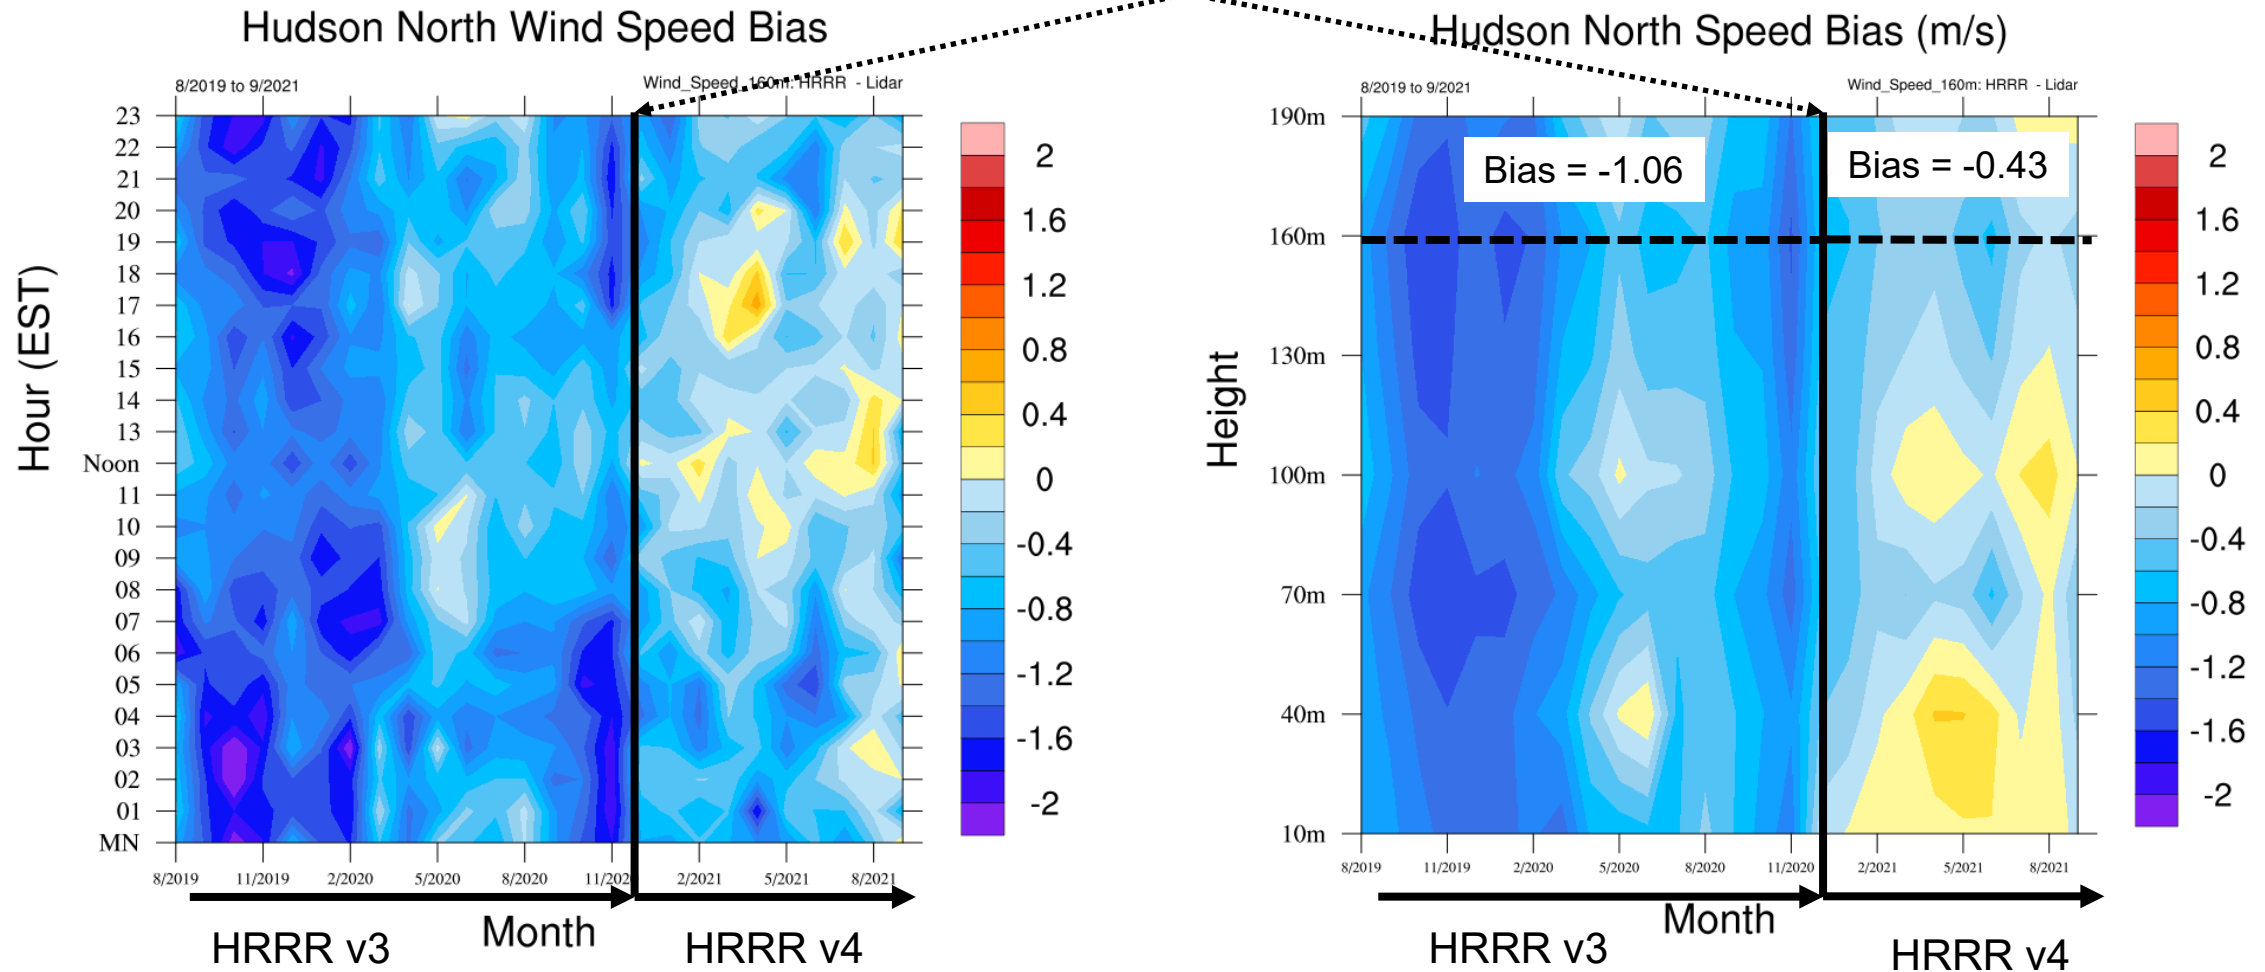 Hudson North Wind Speed Bias
8/2019 to 9/2021
Wind_Speed_160m: HRRR - Lidar
Hour (EST)
23
22
21
20
19
18
17
16
15
14
13
Noon
11
10
09
08
07
06
05
04
03
02
01
MN
8/2019 11/2019 2/2020 5/2020 8/2020 11/2020 2/2021 5/2021 8/2021
Month
HRRR v3
HRRR v4
2
1.6
1.2
0.8
0.4
0
-0.4
-0.8
-1.2
-1.6
-2
Hudson North Speed Bias (m/s)
8/2019 to 9/2021
Wind_Speed_160m: HRRR - Lidar
Height
190m
160m
130m
100m
70m
40m
10m
Bias = -1.06
Bias = -0.43
8/2019 11/2019 2/2020 5/2020 8/2020 11/2020 2/2021 5/2021 8/2021
Month
HRRR v3
HRRR v4
2
1.6
1.2
0.8
0.4
0
-0.4
-0.8
-1.2
-1.6
-2